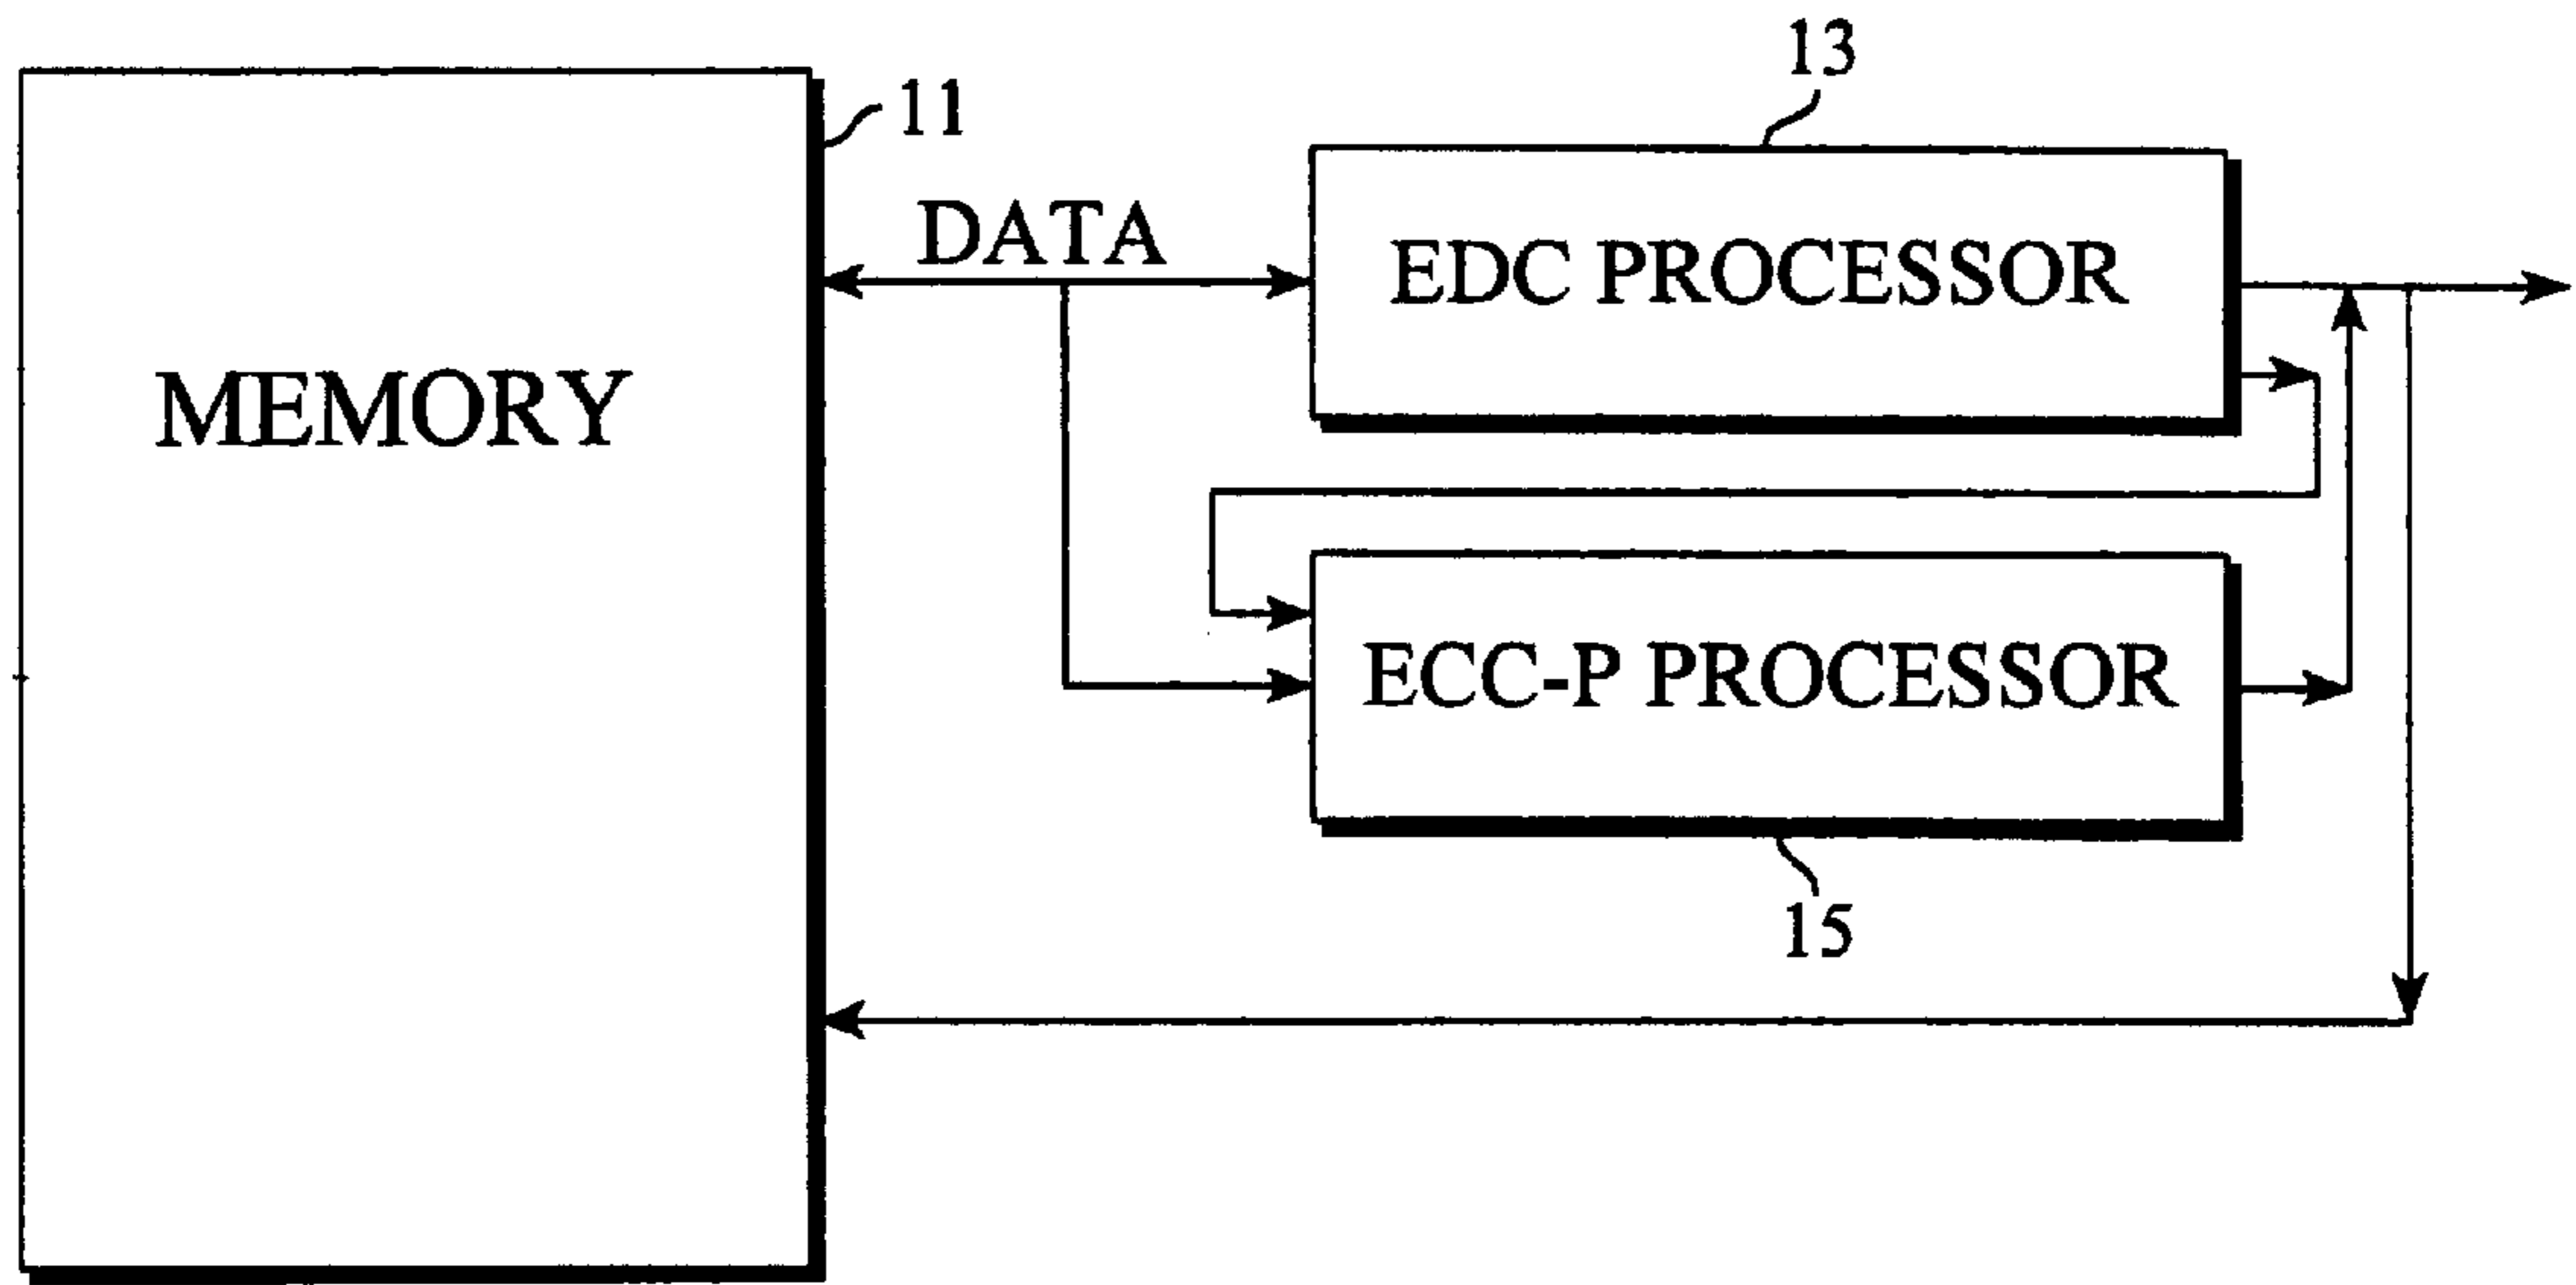 13
11
DATA
EDC PROCESSOR
MEMORY
ECC-P PROCESSOR
15